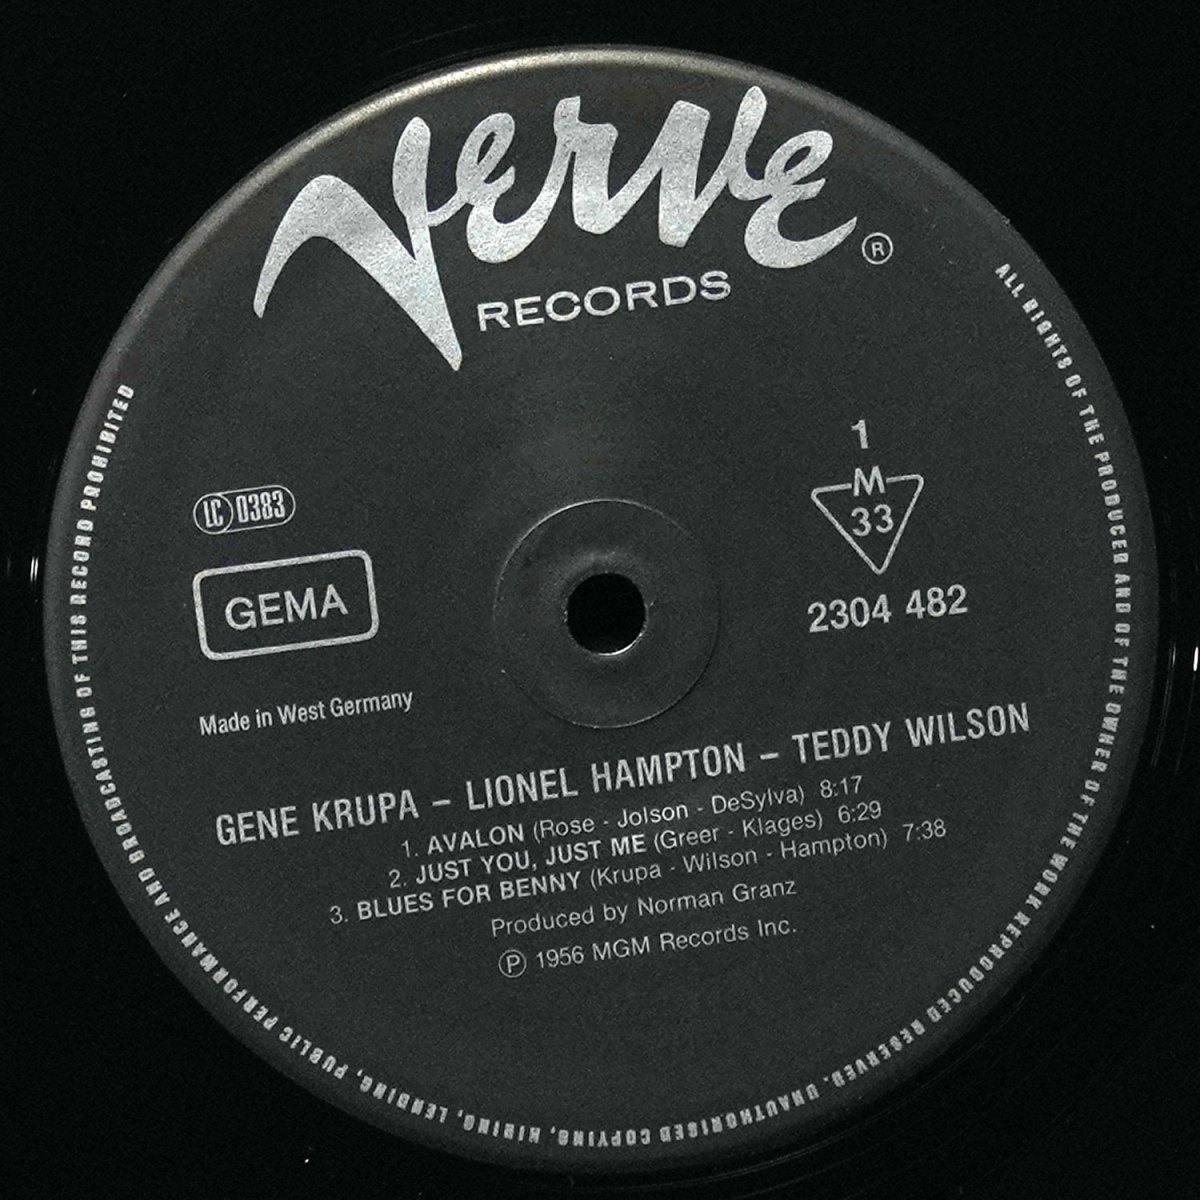 Verve ®
RECORDS
1
M
33
2304 482
LC 0383
GEMA
Made in West Germany
GENE KRUPA – LIONEL HAMPTON – TEDDY WILSON
1. AVALON (Rose - Jolson - DeSylva) 8:17
2. JUST YOU, JUST ME (Greer - Klages) 6:29
3. BLUES FOR BENNY (Krupa - Wilson - Hampton) 7:38
Produced by Norman Granz
℗ 1956 MGM Records Inc.
ALL RIGHTS OF THE PRODUCER AND OF THE OWNER OF THE WORK REPRODUCED RESERVED. UNAUTHORISED COPYING, HIRING, LENDING, PUBLIC PERFORMANCE AND BROADCASTING OF THIS RECORD PROHIBITED